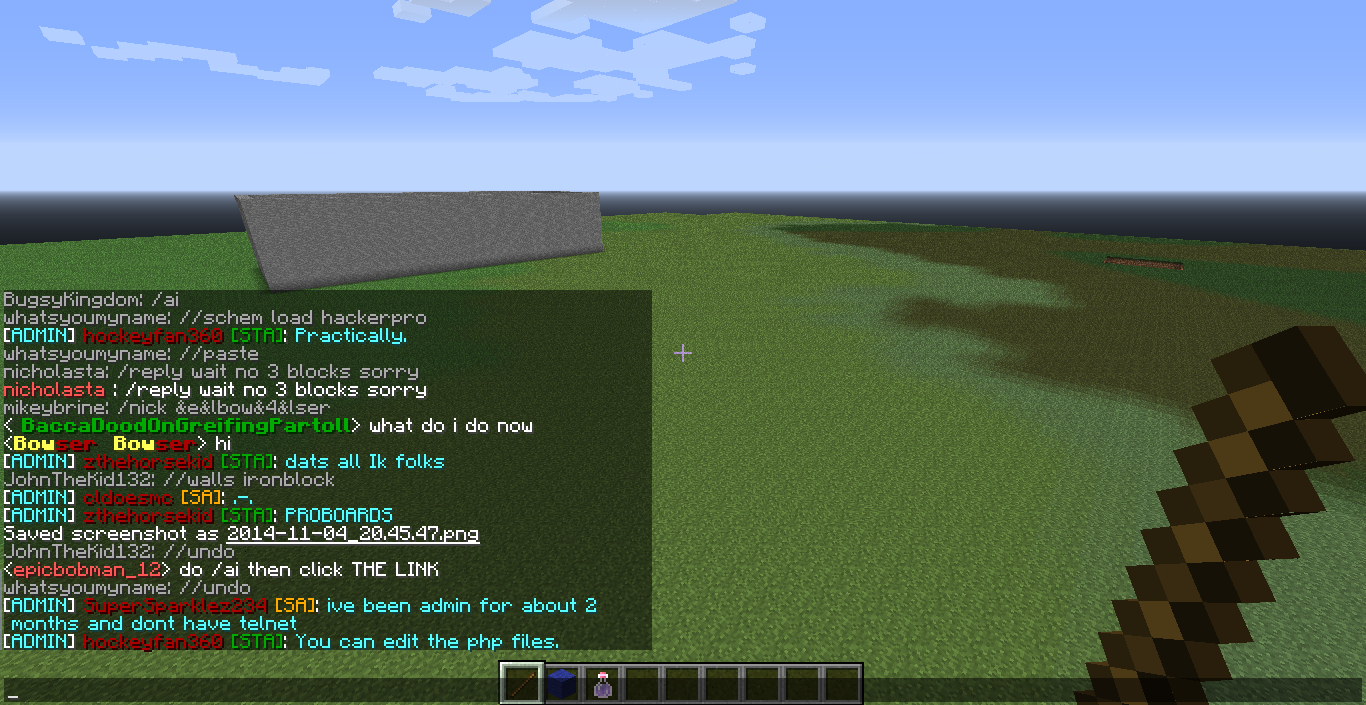 BugsyKingdom: /ai
whatsyoumyname: //schem load hackerpro
[ADMIN] hockeyfan360 [STA]: Practically.
whatsyoumyname: //paste
nicholasta: /reply wait no 3 blocks sorry
nicholasta : /reply wait no 3 blocks sorry
mikeybrine: /nick &e&lbow&4&lser
< BaccaDoodOnGreifingPartoll> what do i do now
<Bowser Bowser> hi
[ADMIN] zthehorsekid [STA]: dats all Ik folks
JohnTheKid132: //walls ironblock
[ADMIN] cldoesmc [SA]: .-.
[ADMIN] zthehorsekid [STA]: PROBOARDS
Saved screenshot as 2014-11-04_20.45.47.png
JohnTheKid132: //undo
<epicbobman_12> do /ai then click THE LINK
whatsyoumyname: //undo
[ADMIN] SuperSparklez234 [SA]: ive been admin for about 2
months and dont have telnet
[ADMIN] hockeyfan360 [STA]: You can edit the php files.
_